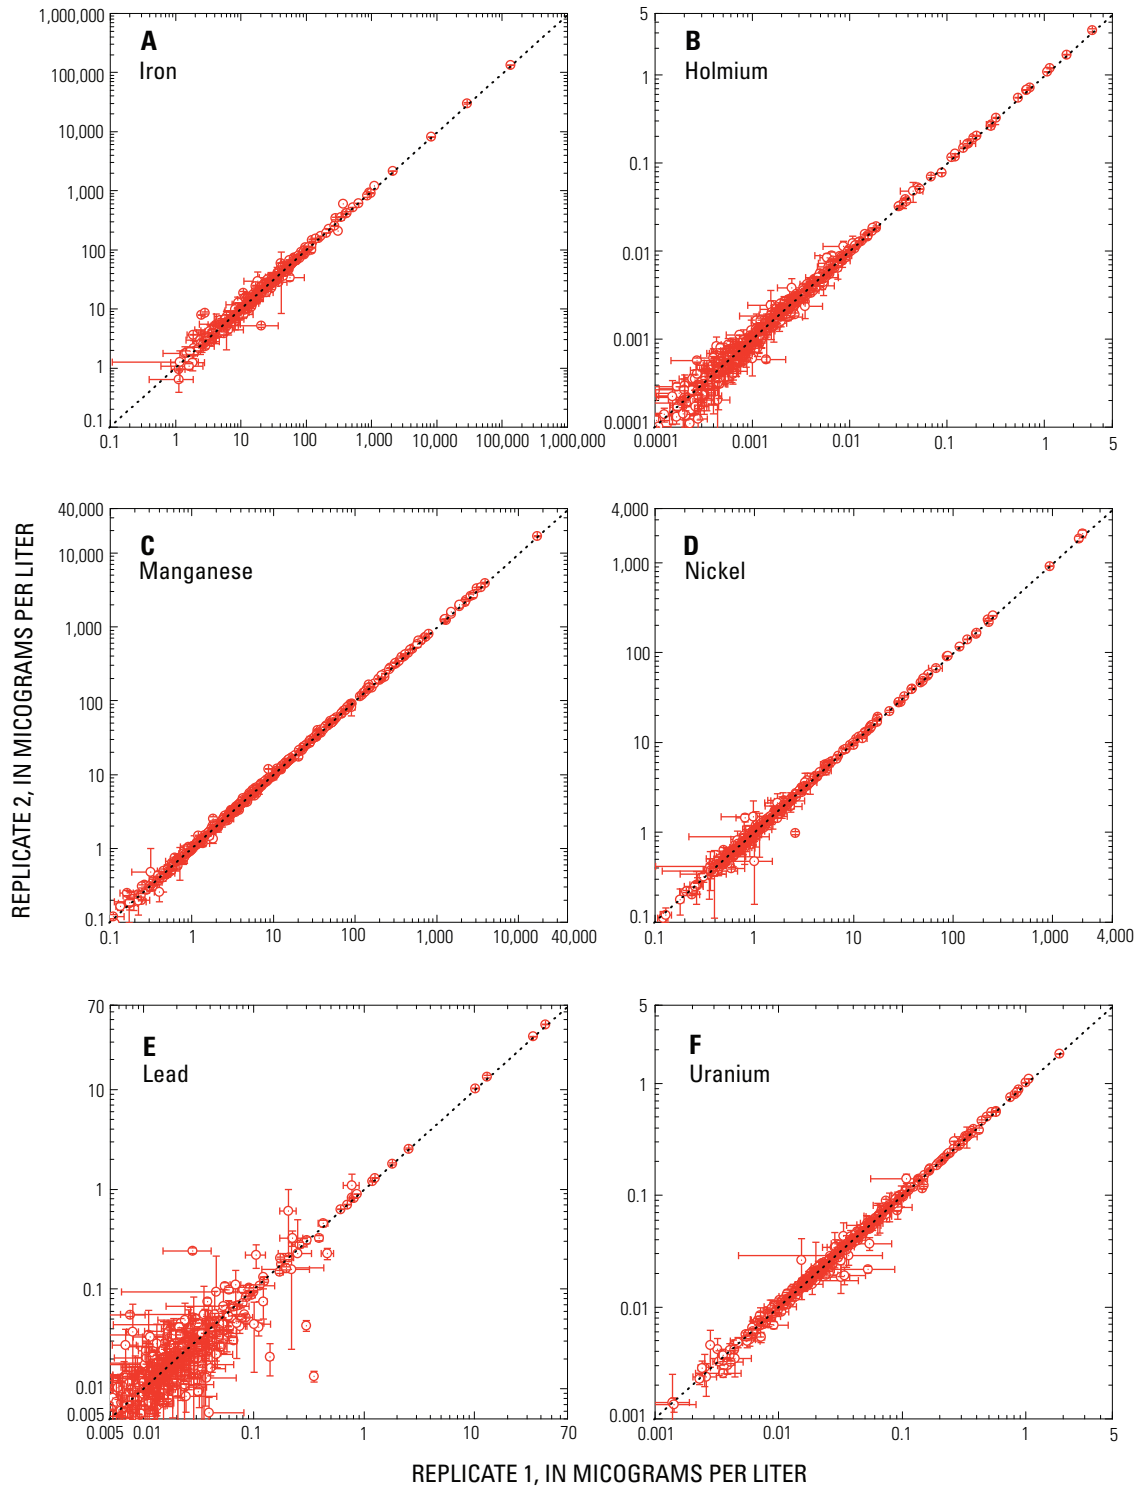 1,000,000
100,000
10,000
1,000
100
10
1
0.1
A
Iron
0.1 1 10 100 1,000 10,000 100,000 1,000,000
5
1
0.1
0.01
0.001
0.0001
B
Holmium
0.0001 0.001 0.01 0.1 1 5
REPLICATE 2, IN MICOGRAMS PER LITER
40,000
10,000
1,000
100
10
1
0.1
C
Manganese
0.1 1 10 100 1,000 10,000 40,000
4,000
1,000
100
10
1
0.1
D
Nickel
0.1 1 10 100 1,000 4,000
70
10
1
0.1
0.01
0.005
E
Lead
0.005 0.01 0.1 1 10 70
5
1
0.1
0.01
0.001
F
Uranium
0.001 0.01 0.1 1 5
REPLICATE 1, IN MICOGRAMS PER LITER